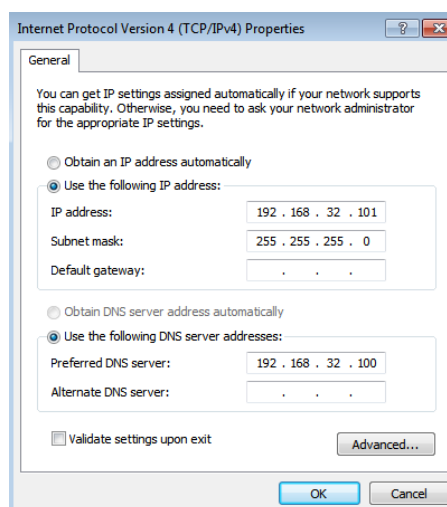 Internet Protocol Version 4 (TCP/IPv4) Properties
General
You can get IP settings assigned automatically if your network supports
this capability. Otherwise, you need to ask your network administrator
for the appropriate IP settings.
Obtain an IP address automatically
Use the following IP address:
IP address: 192 . 168 . 32 . 101
Subnet mask: 255 . 255 . 255 . 0
Default gateway: . . .
Obtain DNS server address automatically
Use the following DNS server addresses:
Preferred DNS server: 192 . 168 . 32 . 100
Alternate DNS server: . . .
Validate settings upon exit
Advanced...
OK Cancel